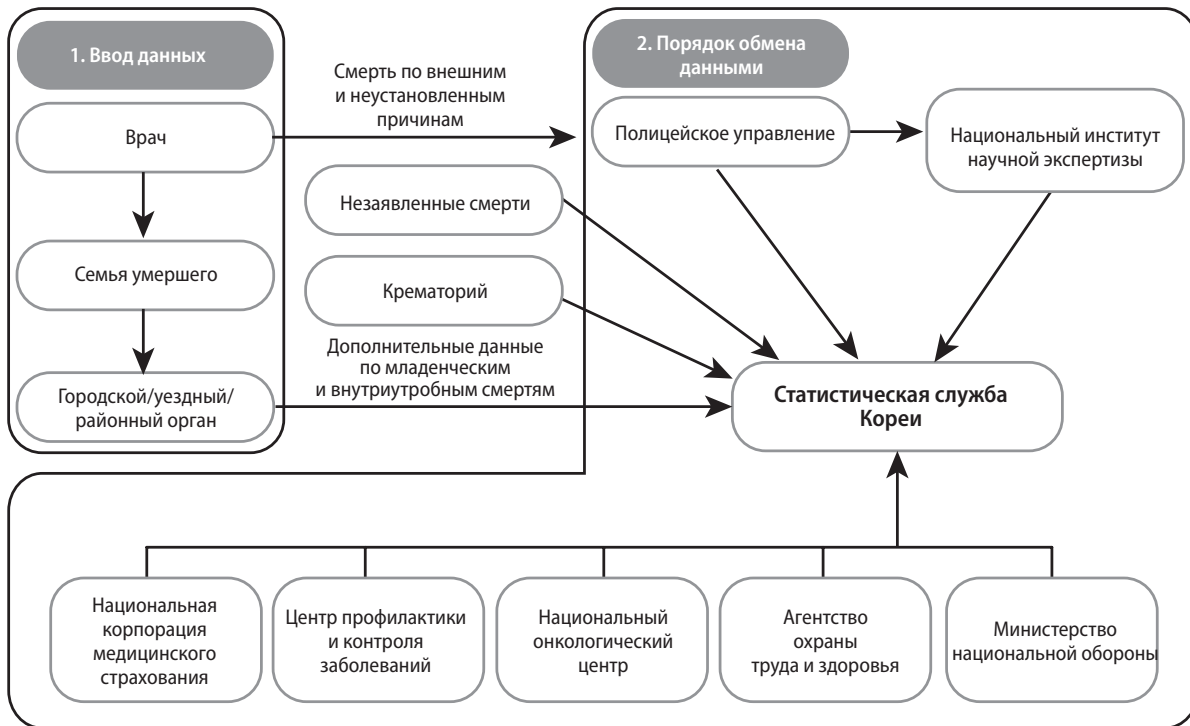 1. Ввод данных
Врач
Семья умершего
Городской/уездный/
районный орган
Смерть по внешним
и неустановленным
причинам
Незаявленные смерти
Крематорий
Дополнительные данные
по младенческим
и внутриутробным смертям
2. Порядок обмена
данными
Полицейское управление
Национальный институт
научной экспертизы
Статистическая служба
Кореи
Национальная
корпорация
медицинского
страхования
Центр профилактики
и контроля
заболеваний
Национальный
онкологический
центр
Агентство
охраны
труда и здоровья
Министерство
национальной обороны